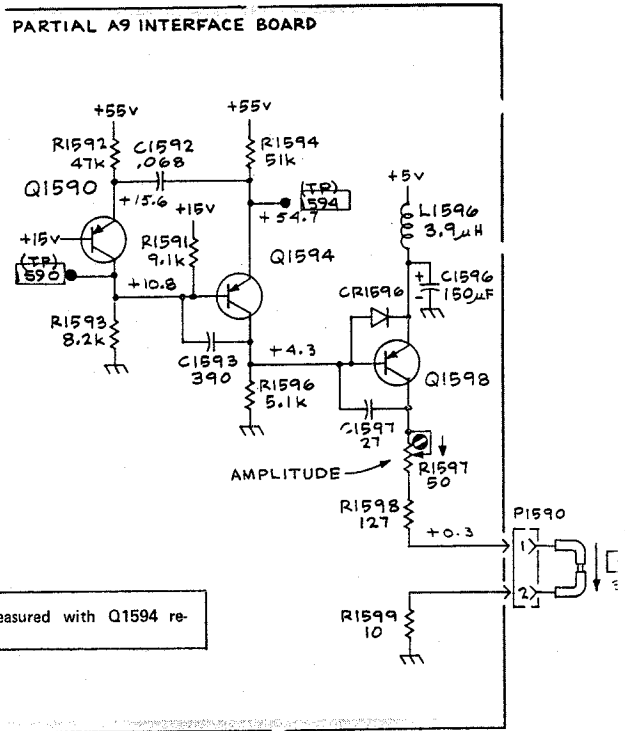 PARTIAL A9 INTERFACE BOARD
+55V
+55V
R1592
47k
C1592
.068
R1594
51k
Q1590
+15.6
+15V
(TP)
594
+54.7
+5V
L1596
3.9μH
+15V
(TP)
590
R1591
9.1k
Q1594
+10.8
CR1596
+
-
C1596
150μF
R1593
8.2k
C1593
390
+4.3
R1596
5.1k
Q1598
C1597
27
AMPLITUDE
R1597
50
R1598
127
+0.3
P1590
1
2
R1599
10
easured with Q1594 re-